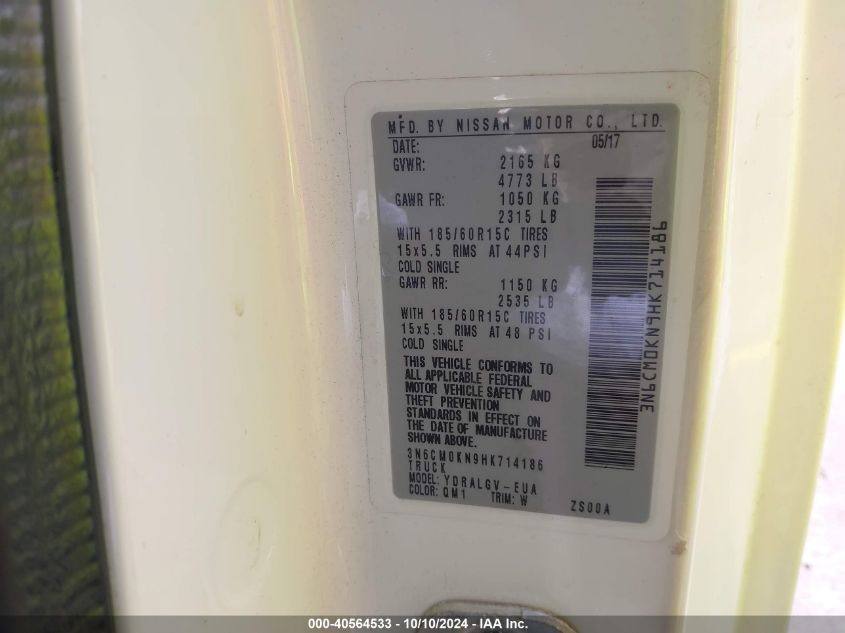 MFD. BY NISSAN MOTOR CO., LTD.
DATE: 05/17
GVWR: 2165 KG
4773 LB
GAWR FR: 1050 KG
2315 LB
WITH 185/60R15C TIRES
15x5.5 RIMS AT 44PSI
COLD SINGLE
GAWR RR: 1150 KG
2535 LB
WITH 185/60R15C TIRES
15x5.5 RIMS AT 48 PSI
COLD SINGLE
THIS VEHICLE CONFORMS TO
ALL APPLICABLE FEDERAL
MOTOR VEHICLE SAFETY AND
THEFT PREVENTION
STANDARDS IN EFFECT ON
THE DATE OF MANUFACTURE
SHOWN ABOVE.
3N6CM0KN9HK714186
TRUCK
MODEL: YDRALGV-EUA
COLOR: QM1 TRIM: W ZS00A
3N6CM0KN9HK714186
000-40564533 - 10/10/2024 - IAA Inc.